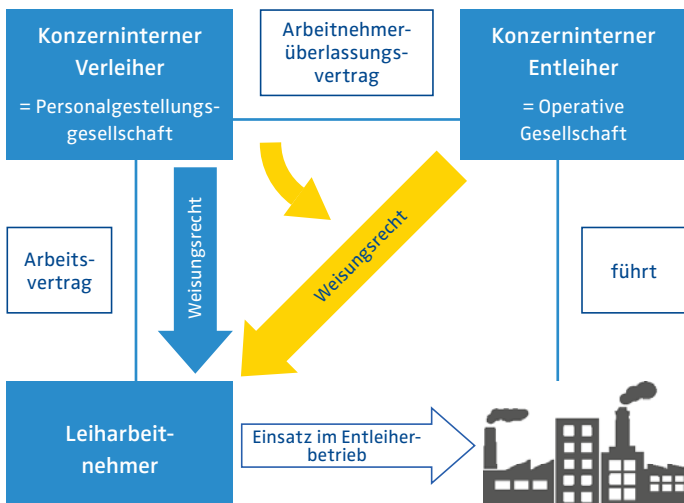 Konzerninterner
Verleiher
= Personalgestellungs-
gesellschaft
Arbeitnehmer-
überlassungs-
vertrag
Konzerninterner
Entleiher
= Operative
Gesellschaft
Arbeits-
vertrag
Weisungsrecht
Weisungsrecht
führt
Leiharbeit-
nehmer
Einsatz im Entleiher-
betrieb